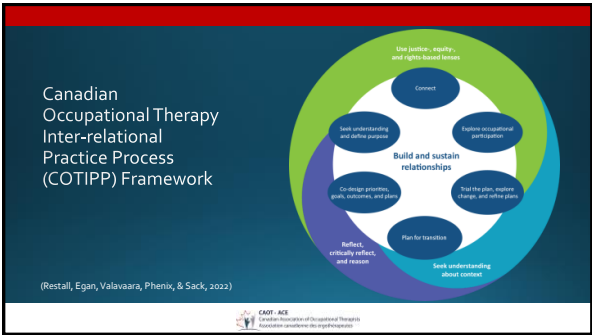 Canadian
Occupational Therapy
Inter-relational
Practice Process
(COTIPP) Framework
(Restall, Egan, Valavaara, Phenix, & Sack, 2022)
Use justice-, equity-,
and rights-based lenses
Connect
Seek understanding
and define purpose
Explore occupational
participation
Build and sustain
relationships
Co-design priorities,
goals, outcomes, and plans
Trial the plan, explore
change, and refine plans
Plan for transition
Reflect,
critically reflect,
and reason
Seek understanding
about context
CAOT - ACE
Canadian Association of Occupational Therapists
Association canadienne des ergothérapeutes